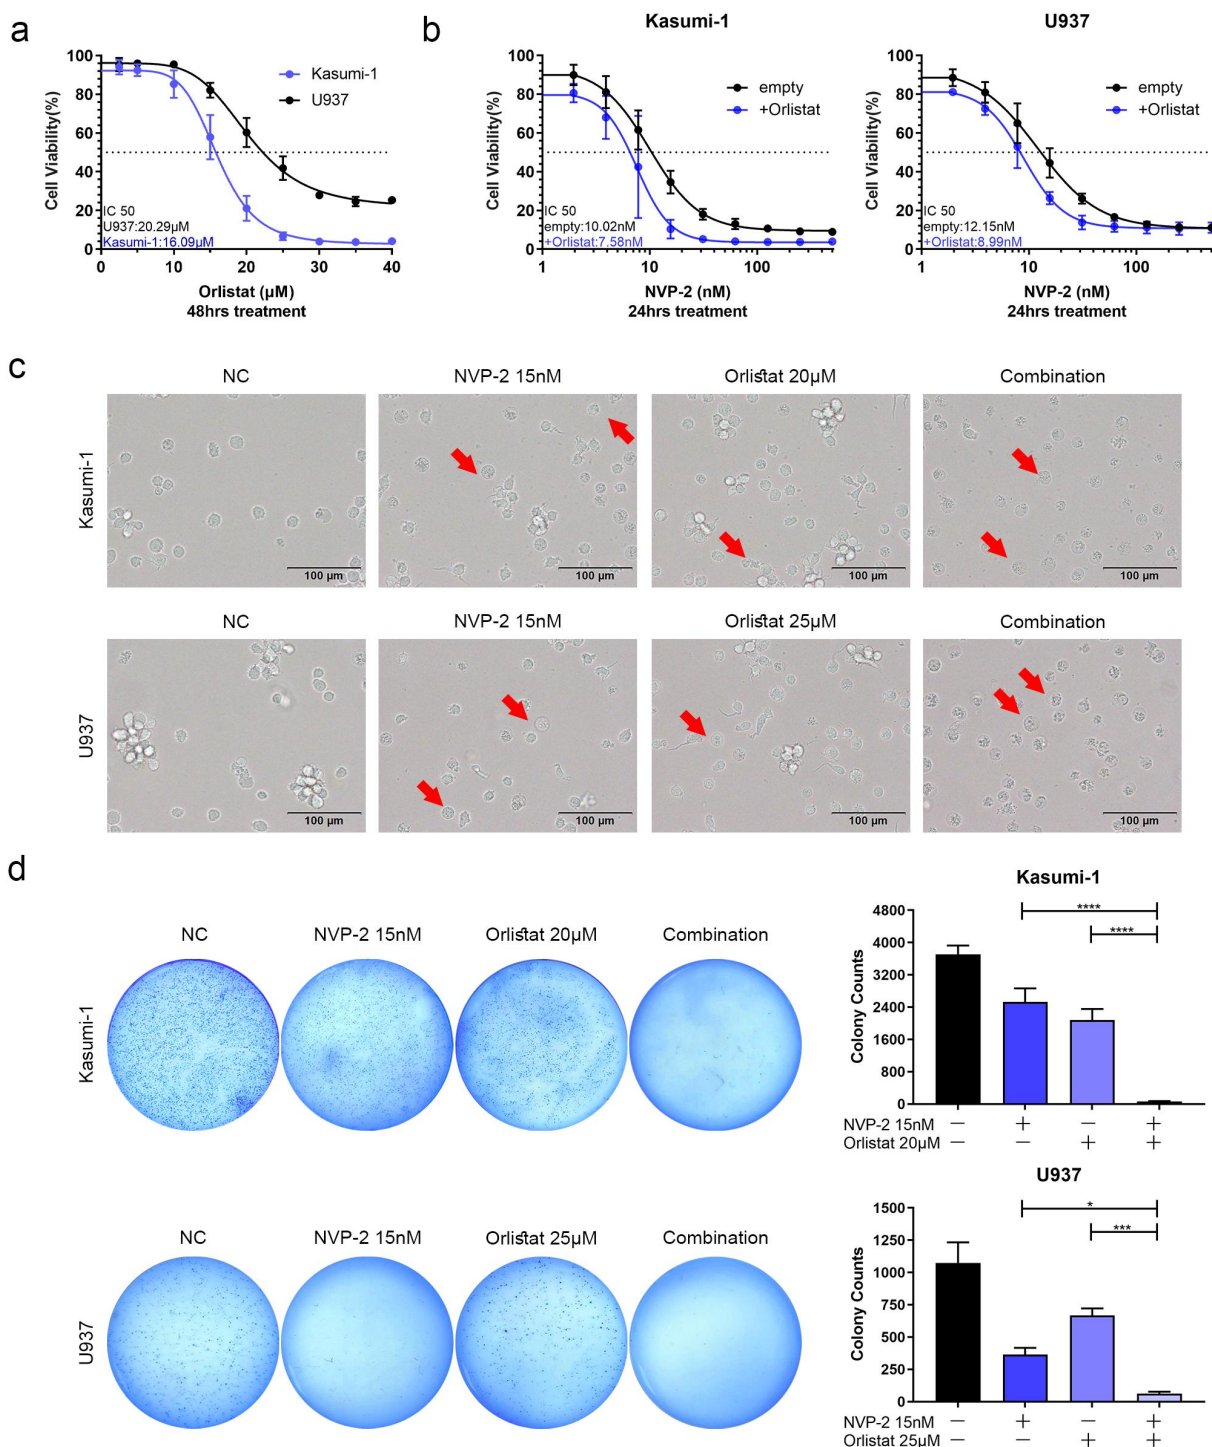 a
100
80
60
40
20
0
Cell Viability(%)
Kasumi-1
U937
IC 50
U937:20.29μM
Kasumi-1:16.09μM
0 10 20 30 40
Orlistat (μM)
48hrs treatment
b
Kasumi-1
100
80
60
40
20
0
Cell Viability(%)
empty
+Orlistat
IC 50
empty:10.02nM
+Orlistat:7.58nM
1 10 100
NVP-2 (nM)
24hrs treatment
U937
100
80
60
40
20
0
Cell Viability(%)
empty
+Orlistat
IC 50
empty:12.15nM
+Orlistat:8.99nM
1 10 100
NVP-2 (nM)
24hrs treatment
c
NC NVP-2 15nM Orlistat 20μM Combination
Kasumi-1
100 μm 100 μm 100 μm 100 μm
NC NVP-2 15nM Orlistat 25μM Combination
U937
100 μm 100 μm 100 μm 100 μm
d
NC NVP-2 15nM Orlistat 20μM Combination
Kasumi-1
Kasumi-1
4800
4000
3200
2400
1600
800
0
Colony Counts
****
****
NVP-2 15nM — + — +
Orlistat 20μM — — + +
NC NVP-2 15nM Orlistat 25μM Combination
U937
U937
1500
1250
1000
750
500
250
0
Colony Counts
*
***
NVP-2 15nM — + — +
Orlistat 25μM — — + +